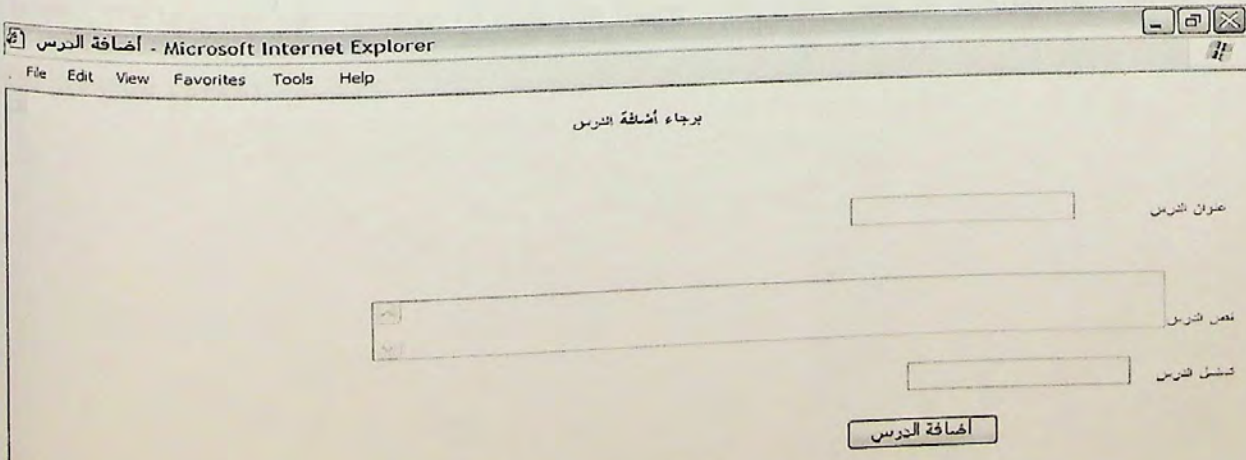 أضافة الدرس - Microsoft Internet Explorer
File Edit View Favorites Tools Help
برجاء أضافة الدرس
عنوان الدرس
نص الدرس
تسلسل الدرس
أضافة الدرس